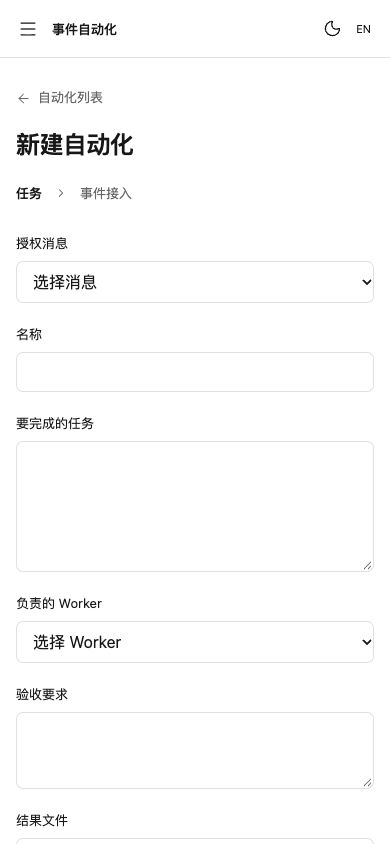 事件自动化
EN
自动化列表
新建自动化
任务
事件接入
授权消息
选择消息
名称
要完成的任务
负责的 Worker
选择 Worker
验收要求
结果文件